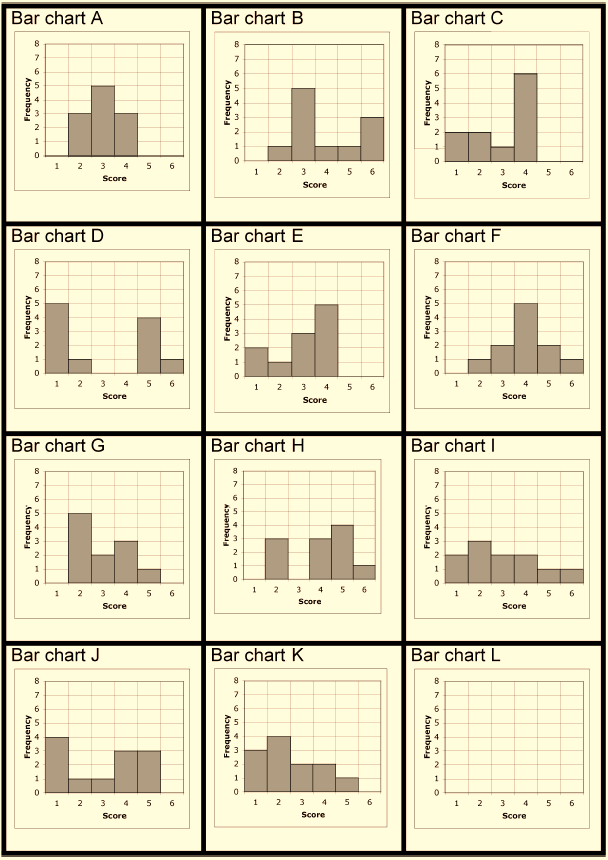 Bar chart A
Frequency
8
7
6
5
4
3
2
1
0
1 2 3 4 5 6
Score
Bar chart B
Frequency
8
7
6
5
4
3
2
1
0
1 2 3 4 5 6
Score
Bar chart C
Frequency
8
7
6
5
4
3
2
1
0
1 2 3 4 5 6
Score
Bar chart D
Frequency
8
7
6
5
4
3
2
1
0
1 2 3 4 5 6
Score
Bar chart E
Frequency
8
7
6
5
4
3
2
1
0
1 2 3 4 5 6
Score
Bar chart F
Frequency
8
7
6
5
4
3
2
1
0
1 2 3 4 5 6
Score
Bar chart G
Frequency
8
7
6
5
4
3
2
1
0
1 2 3 4 5 6
Score
Bar chart H
Frequency
8
7
6
5
4
3
2
1
0
1 2 3 4 5 6
Score
Bar chart I
Frequency
8
7
6
5
4
3
2
1
0
1 2 3 4 5 6
Score
Bar chart J
Frequency
8
7
6
5
4
3
2
1
0
1 2 3 4 5 6
Score
Bar chart K
Frequency
8
7
6
5
4
3
2
1
0
1 2 3 4 5 6
Score
Bar chart L
Frequency
8
7
6
5
4
3
2
1
0
1 2 3 4 5 6
Score